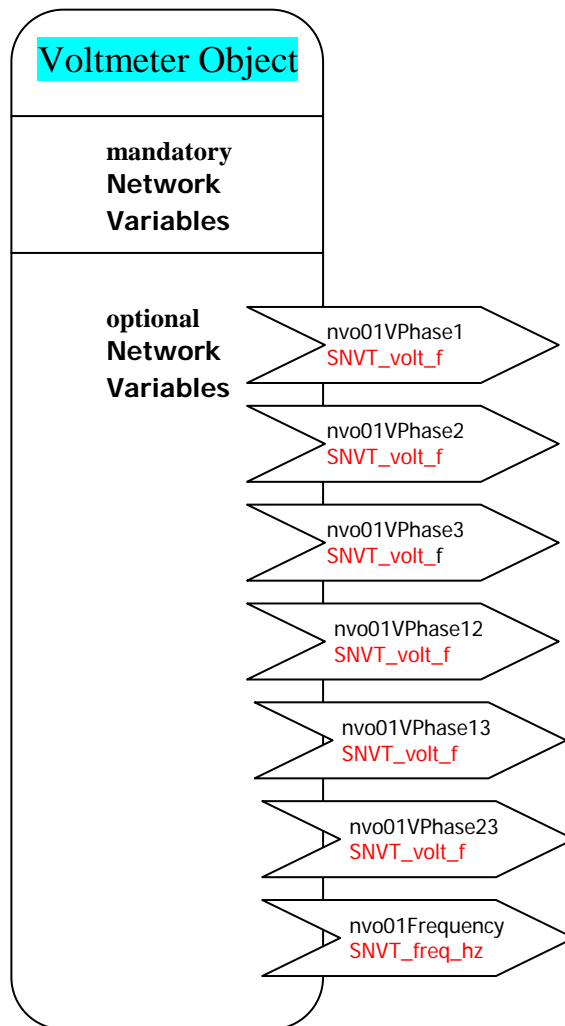 Voltmeter Object
mandatory
Network
Variables
optional
Network
Variables
nvo01VPhase1
SNVT_volt_f
nvo01VPhase2
SNVT_volt_f
nvo01VPhase3
SNVT_volt_f
nvo01VPhase12
SNVT_volt_f
nvo01VPhase13
SNVT_volt_f
nvo01VPhase23
SNVT_volt_f
nvo01Frequency
SNVT_freq_hz